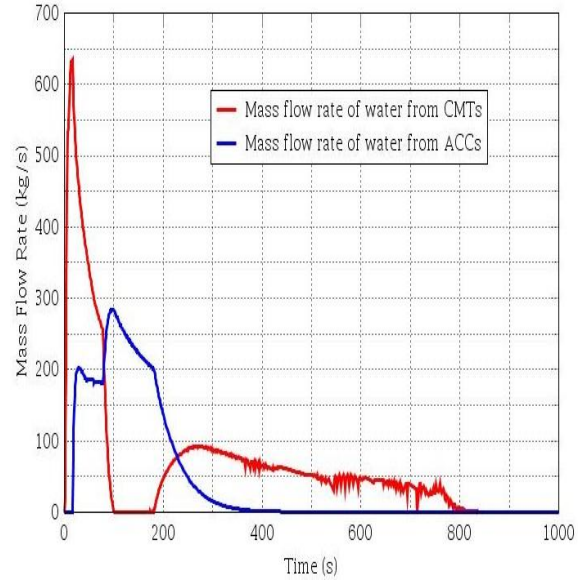 700
600
500
400
300
200
100
0
Mass Flow Rate (kg/s)
Mass flow rate of water from CMTs
Mass flow rate of water from ACCs
0 200 400 600 800 1000
Time (s)